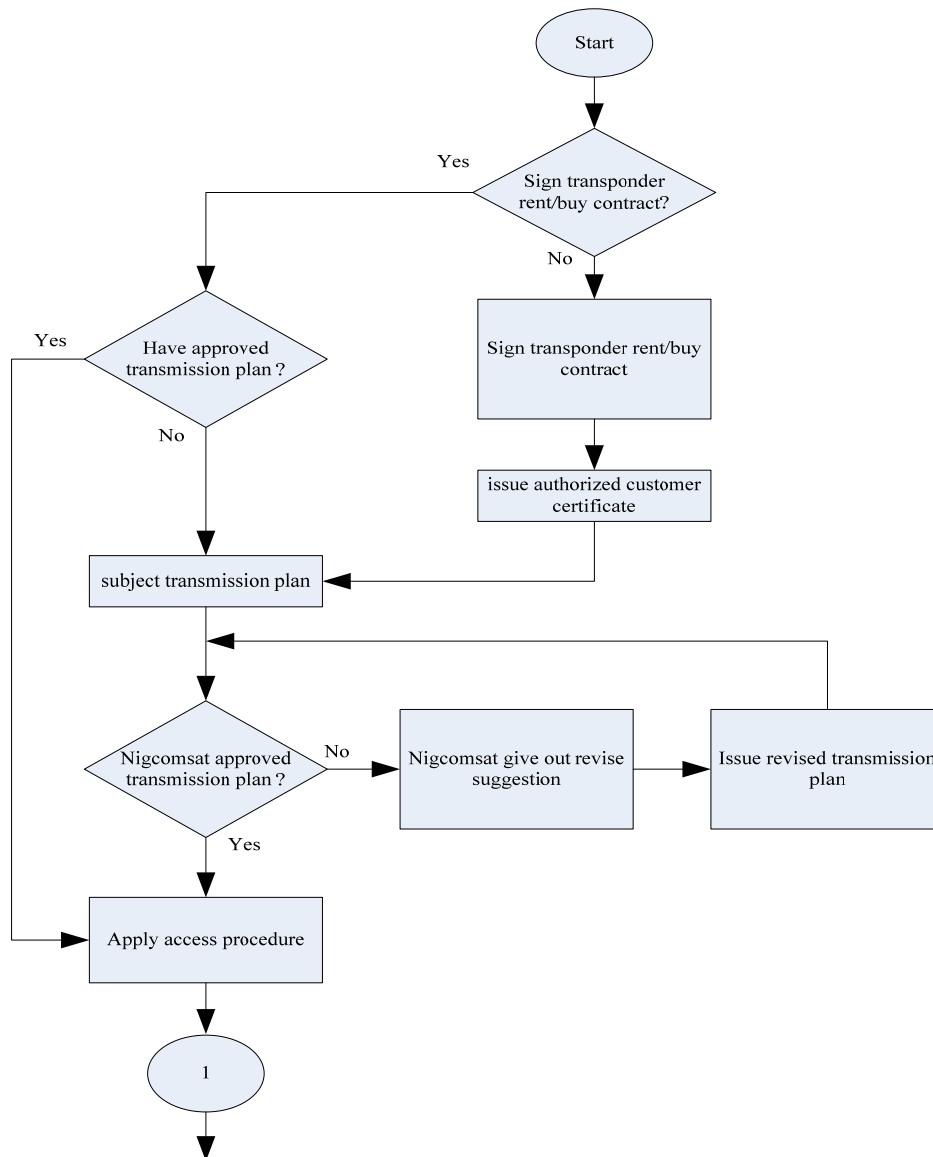 Start
Yes
Sign transponder
rent/buy contract?
No
Yes
Have approved
transmission plan ?
Sign transponder rent/buy
contract
No
issue authorized customer
certificate
subject transmission plan
Nigcomsat approved
transmission plan ?
No
Nigcomsat give out revise
suggestion
Issue revised transmission
plan
Yes
Apply access procedure
1